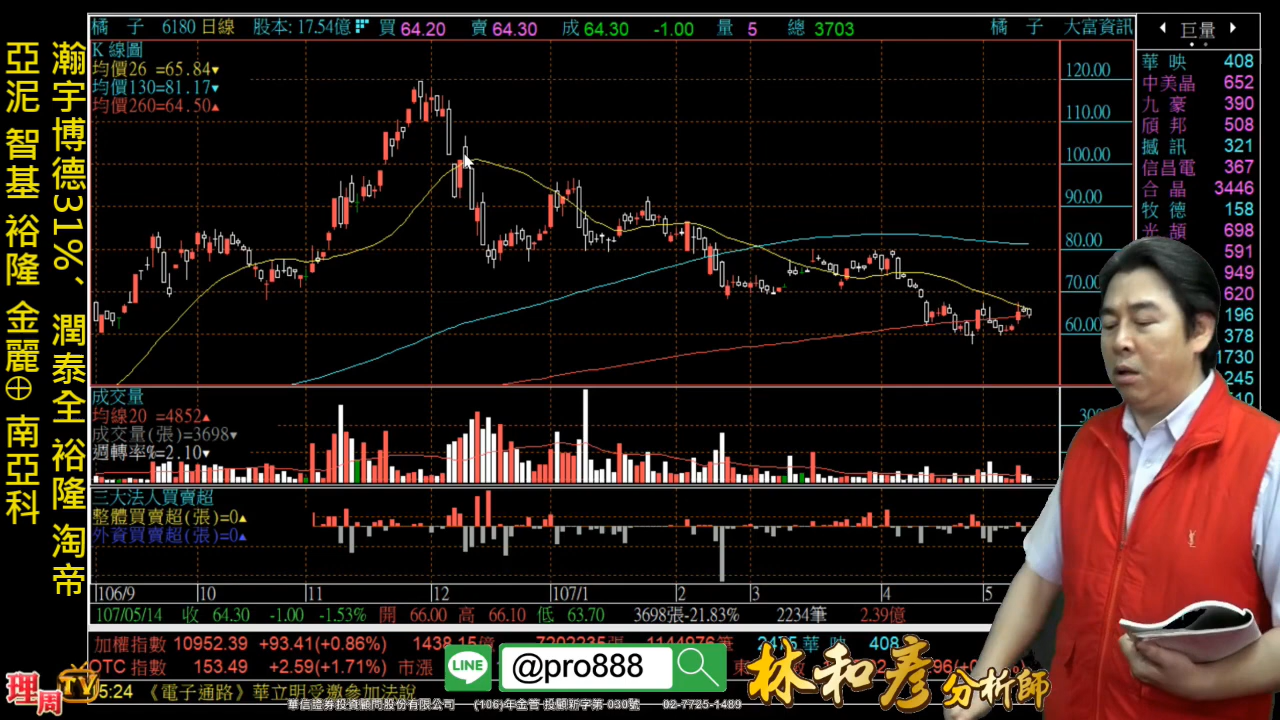 瀚宇博德31%、 潤泰全 裕隆 淘帝
亞泥 智基 裕隆 金麗⊕ 南亞科
橘 子 6180 日線 股本: 17.54億 買 64.20 賣 64.30 成 64.30 -1.00 量 5 總 3703 橘 子 大富資訊
K 線圖
均價26 =65.84▼
均價130=81.17▼
均價260=64.50▲
120.00
110.00
100.00
90.00
80.00
70.00
60.00
成交量
均線20 =4852▲
成交量(張)=3698▼
週轉率%=2.10▼
三大法人買賣超
整體買賣超(張)=0▲
外資買賣超(張)=0▲
106/9 10 11 12 107/1 2 3 4 5
107/05/14 收 64.30 -1.00 -1.53% 開 66.00 高 66.10 低 63.70 3698張-21.83% 2234筆 2.39億
加權指數 10952.39 +93.41(+0.86%) 1438.15億
華 映 408
OTC 指數 153.49 +2.59(+1.71%) 市漲
15:24 《電子通路》華立明受邀參加法說
巨量
華 映 408
中美晶 652
九 豪 390
頎 邦 508
撼 訊 321
信昌電 367
合 晶 3446
牧 德 158
光 頡 698
591
949
620
196
378
1730
245
LINE @pro888
林和彥 分析師
理周TV
華信證券投資顧問股份有限公司 (106)年金管投顧新字第 030號 02-7725-1489